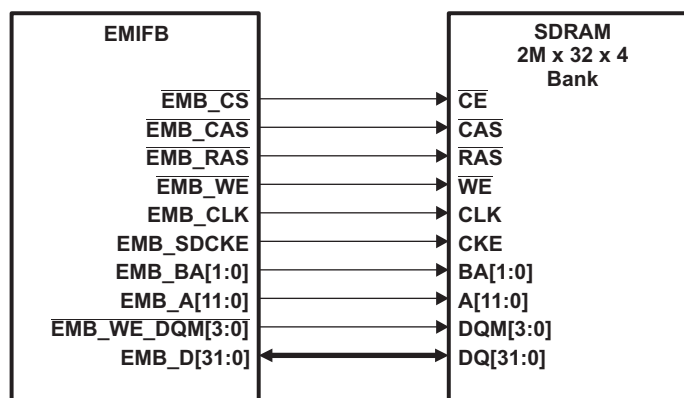 EMIFB
EMB_CS
EMB_CAS
EMB_RAS
EMB_WE
EMB_CLK
EMB_SDCKE
EMB_BA[1:0]
EMB_A[11:0]
EMB_WE_DQM[3:0]
EMB_D[31:0]
SDRAM
2M x 32 x 4
Bank
CE
CAS
RAS
WE
CLK
CKE
BA[1:0]
A[11:0]
DQM[3:0]
DQ[31:0]